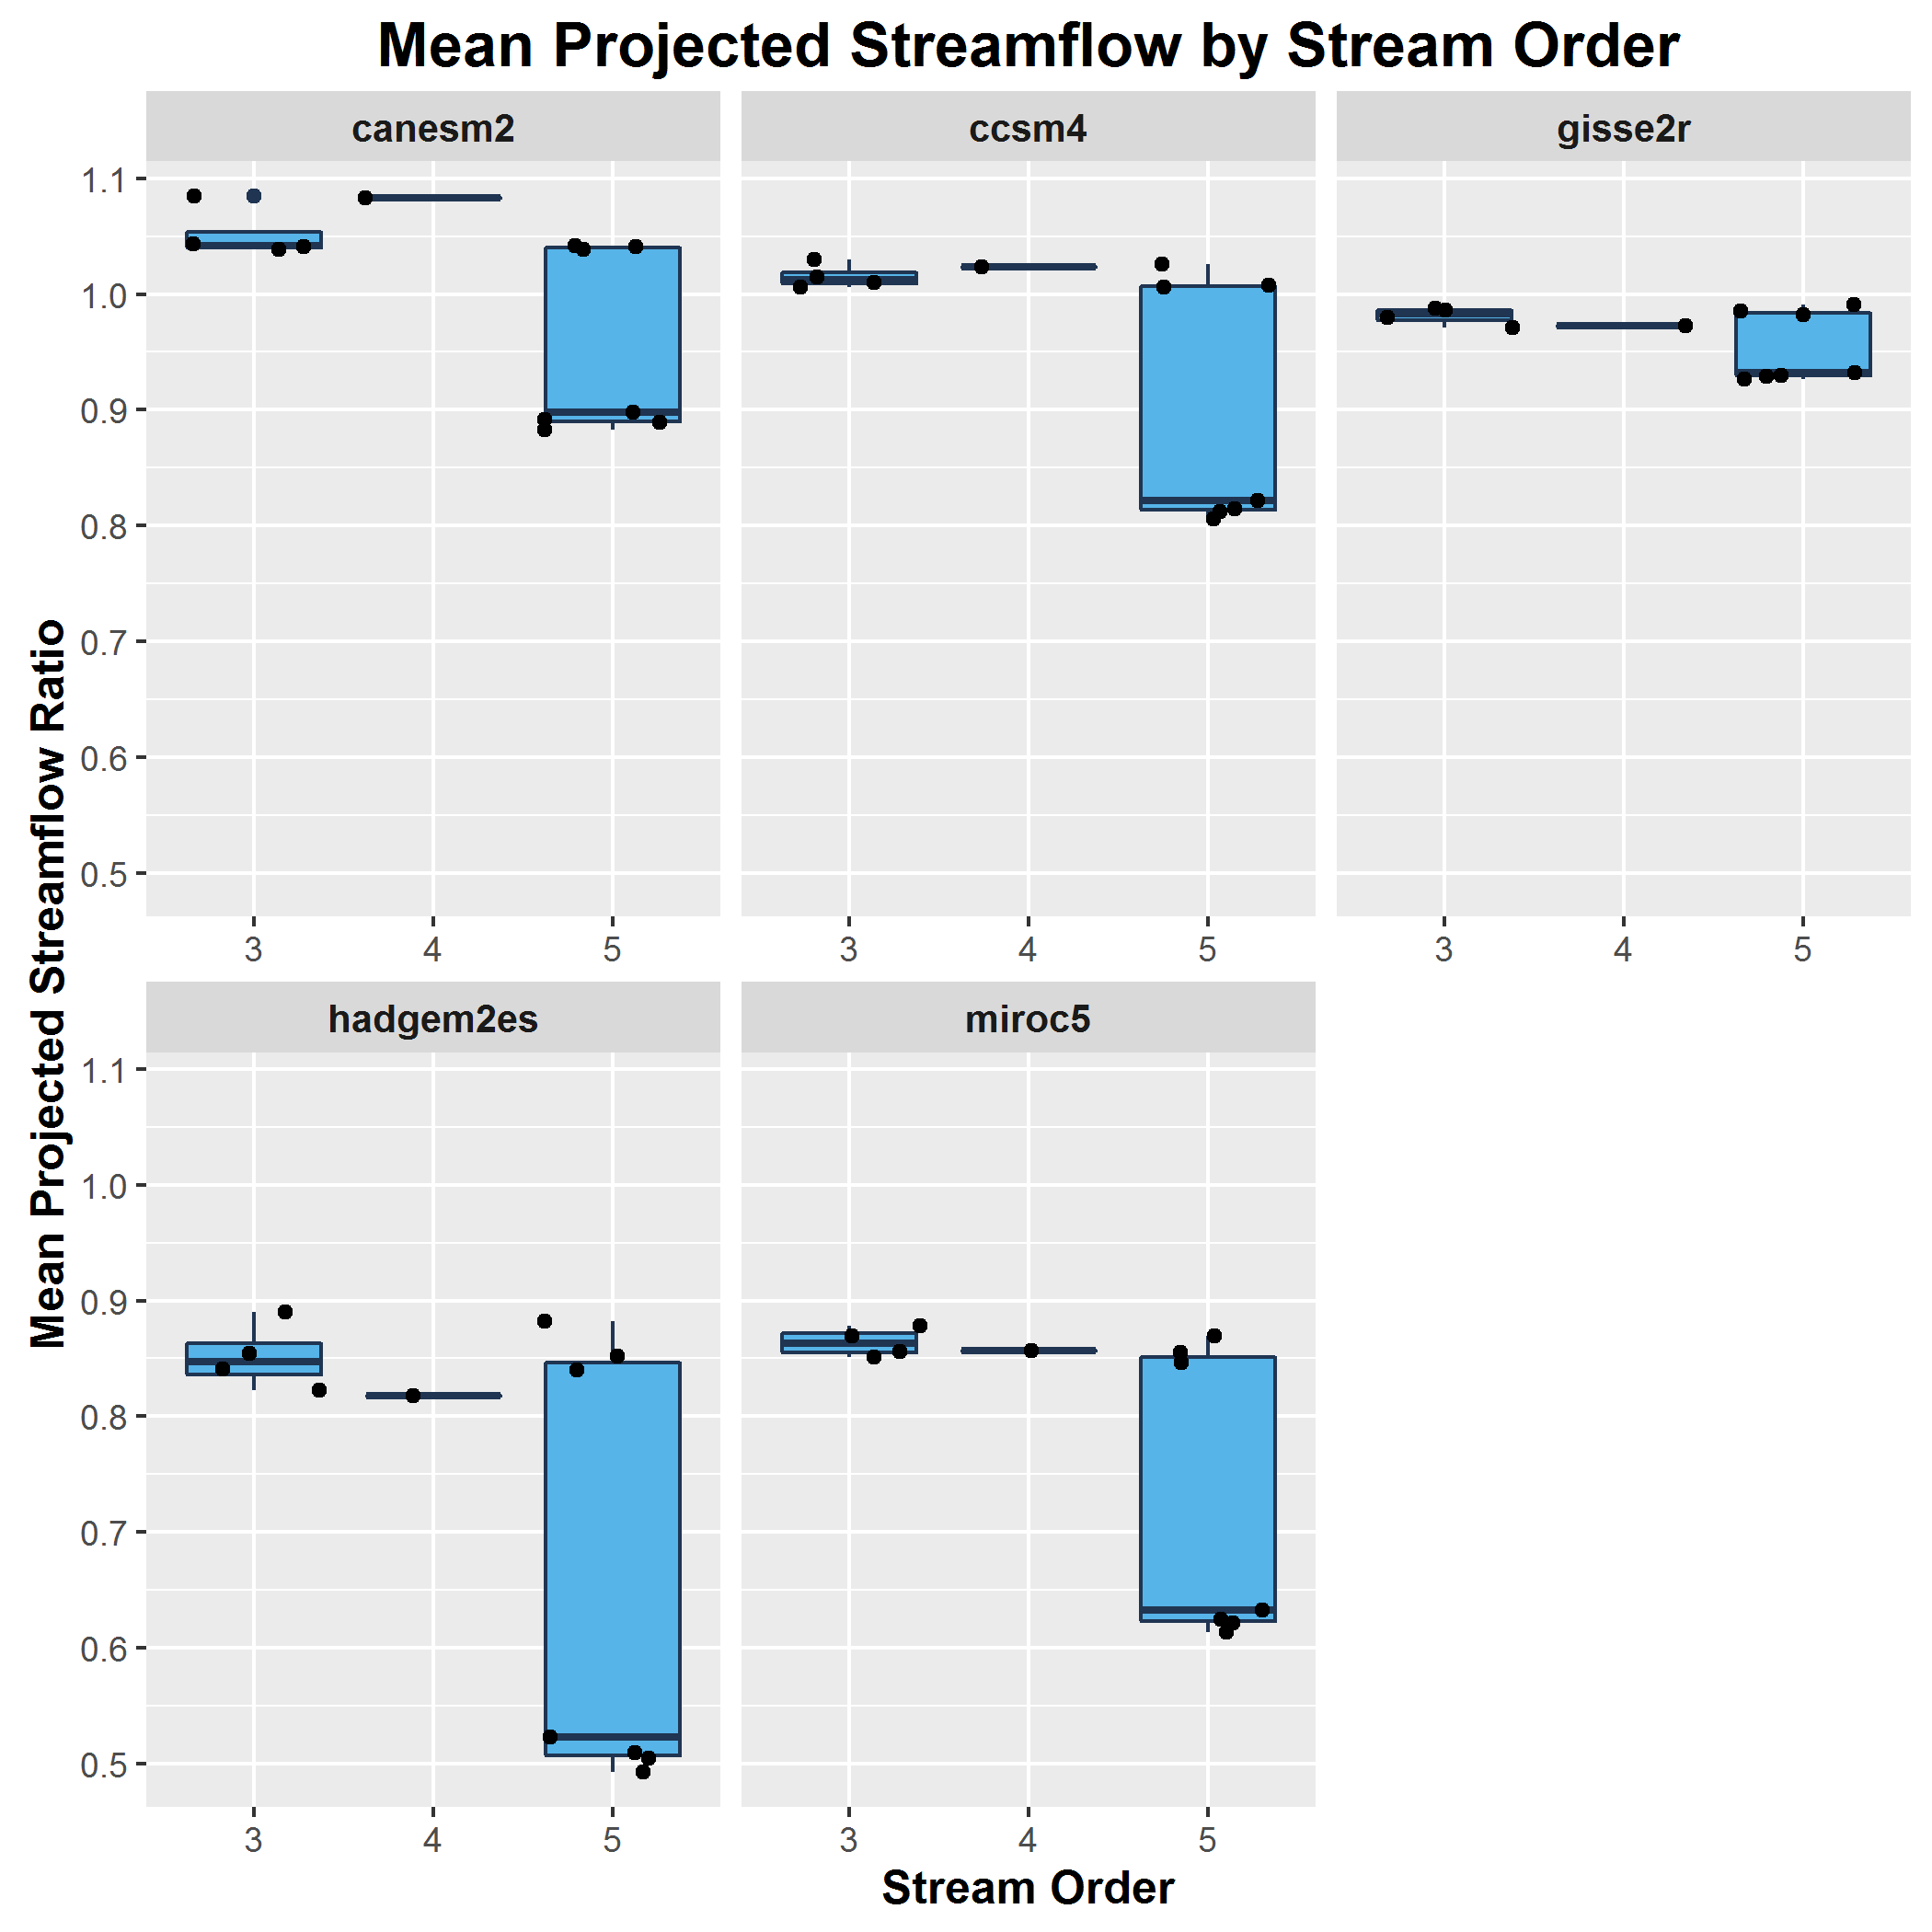 Mean Projected Streamflow by Stream Order
canesm2
ccsm4
gisse2r
1.1
1.0
0.9
0.8
0.7
0.6
0.5
3 4 5
3 4 5
3 4 5
Mean Projected Streamflow Ratio
hadgem2es
miroc5
1.1
1.0
0.9
0.8
0.7
0.6
0.5
3 4 5
3 4 5
Stream Order